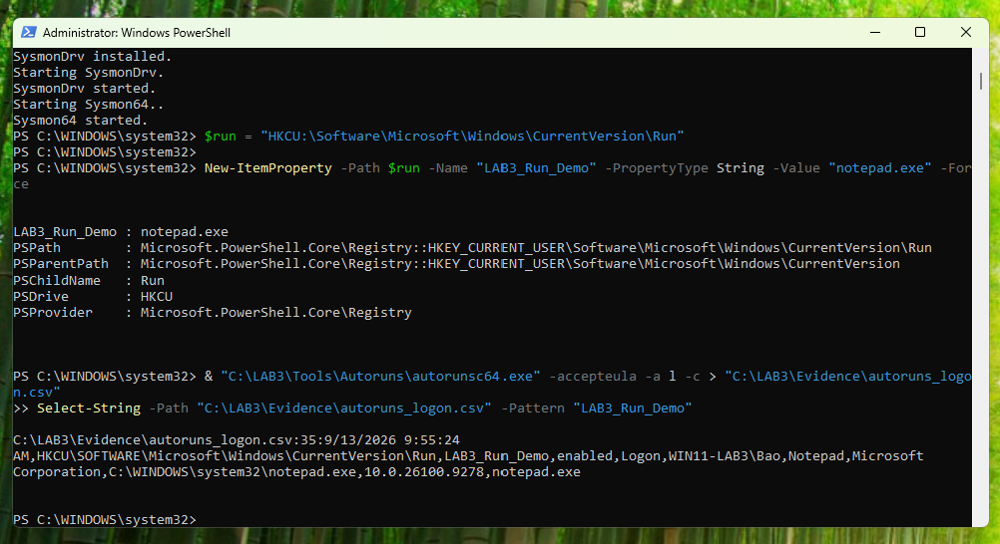 Administrator: Windows PowerShell
SysmonDrv installed.
Starting SysmonDrv.
SysmonDrv started.
Starting Sysmon64..
Sysmon64 started.
PS C:\WINDOWS\system32> $run = "HKCU:\Software\Microsoft\Windows\CurrentVersion\Run"
PS C:\WINDOWS\system32>
PS C:\WINDOWS\system32> New-ItemProperty -Path $run -Name "LAB3_Run_Demo" -PropertyType String -Value "notepad.exe" -For
ce
LAB3_Run_Demo : notepad.exe
PSPath        : Microsoft.PowerShell.Core\Registry::HKEY_CURRENT_USER\Software\Microsoft\Windows\CurrentVersion\Run
PSParentPath  : Microsoft.PowerShell.Core\Registry::HKEY_CURRENT_USER\Software\Microsoft\Windows\CurrentVersion
PSChildName   : Run
PSDrive       : HKCU
PSProvider    : Microsoft.PowerShell.Core\Registry
PS C:\WINDOWS\system32> & "C:\LAB3\Tools\Autoruns\autorunsc64.exe" -accepteula -a l -c > "C:\LAB3\Evidence\autoruns_logo
n.csv"
>> Select-String -Path "C:\LAB3\Evidence\autoruns_logon.csv" -Pattern "LAB3_Run_Demo"
C:\LAB3\Evidence\autoruns_logon.csv:35:9/13/2026 9:55:24
AM,HKCU\SOFTWARE\Microsoft\Windows\CurrentVersion\Run,LAB3_Run_Demo,enabled,Logon,WIN11-LAB3\Bao,Notepad,Microsoft
Corporation,C:\WINDOWS\system32\notepad.exe,10.0.26100.9278,notepad.exe
PS C:\WINDOWS\system32>